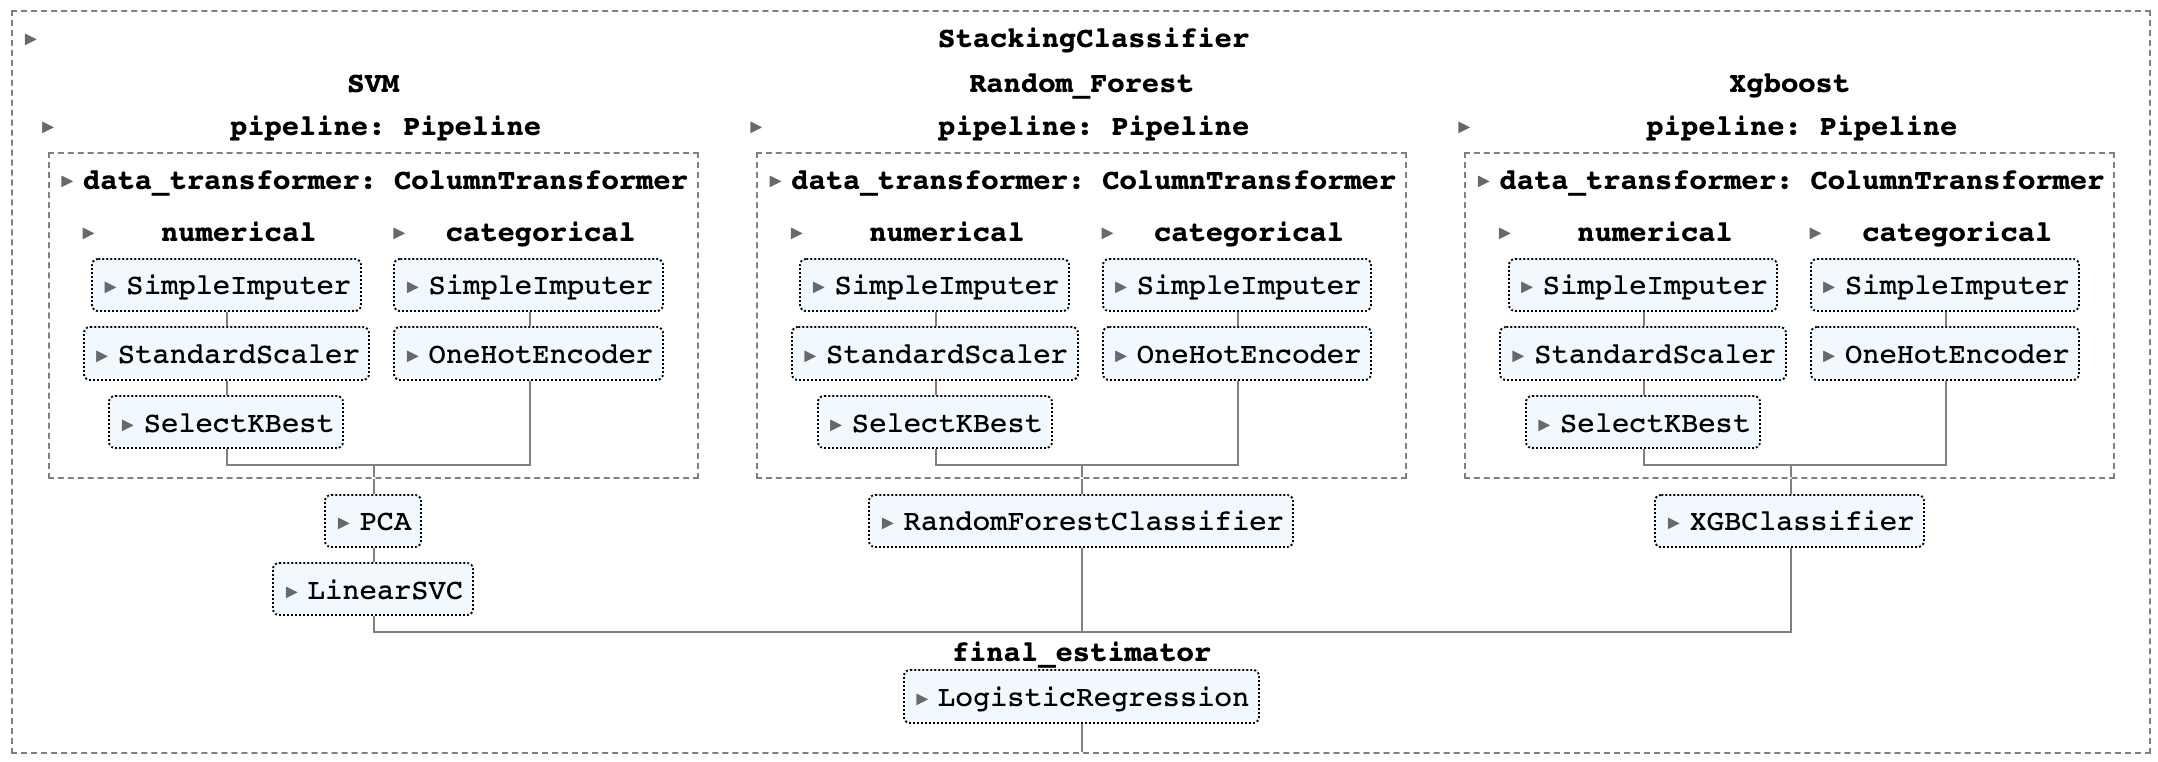 StackingClassifier
SVM
Random_Forest
Xgboost
pipeline: Pipeline
pipeline: Pipeline
pipeline: Pipeline
data_transformer: ColumnTransformer
data_transformer: ColumnTransformer
data_transformer: ColumnTransformer
numerical
categorical
numerical
categorical
numerical
categorical
SimpleImputer
SimpleImputer
SimpleImputer
SimpleImputer
SimpleImputer
SimpleImputer
StandardScaler
OneHotEncoder
StandardScaler
OneHotEncoder
StandardScaler
OneHotEncoder
SelectKBest
SelectKBest
SelectKBest
PCA
RandomForestClassifier
XGBClassifier
LinearSVC
final_estimator
LogisticRegression